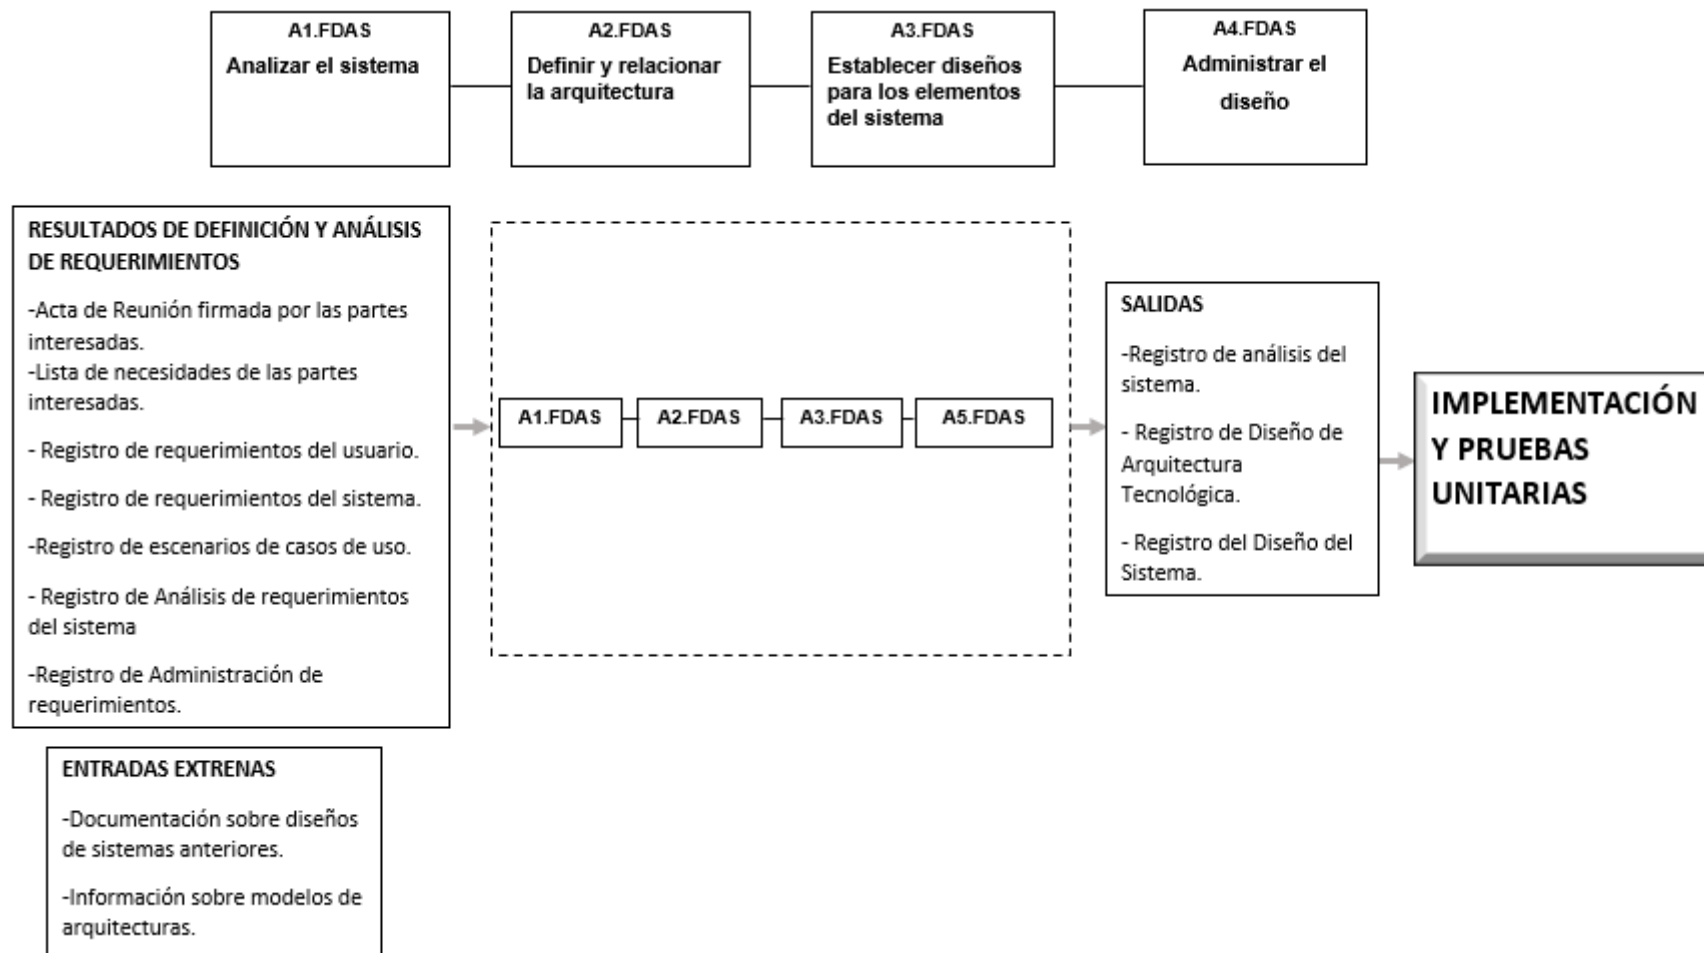 A1.FDAS
Analizar el sistema
A2.FDAS
Definir y relacionar
la arquitectura
A3.FDAS
Establecer diseños
para los elementos
del sistema
A4.FDAS
Administrar el
diseño
RESULTADOS DE DEFINICIÓN Y ANÁLISIS
DE REQUERIMIENTOS
-Acta de Reunión firmada por las partes
interesadas.
-Lista de necesidades de las partes
interesadas.
- Registro de requerimientos del usuario.
- Registro de requerimientos del sistema.
-Registro de escenarios de casos de uso.
- Registro de Análisis de requerimientos
del sistema
-Registro de Administración de
requerimientos.
ENTRADAS EXTRENAS
-Documentación sobre diseños
de sistemas anteriores.
-Información sobre modelos de
arquitecturas.
A1.FDAS
A2.FDAS
A3.FDAS
A5.FDAS
SALIDAS
-Registro de análisis del
sistema.
- Registro de Diseño de
Arquitectura
Tecnológica.
- Registro del Diseño del
Sistema.
IMPLEMENTACIÓN
Y PRUEBAS
UNITARIAS